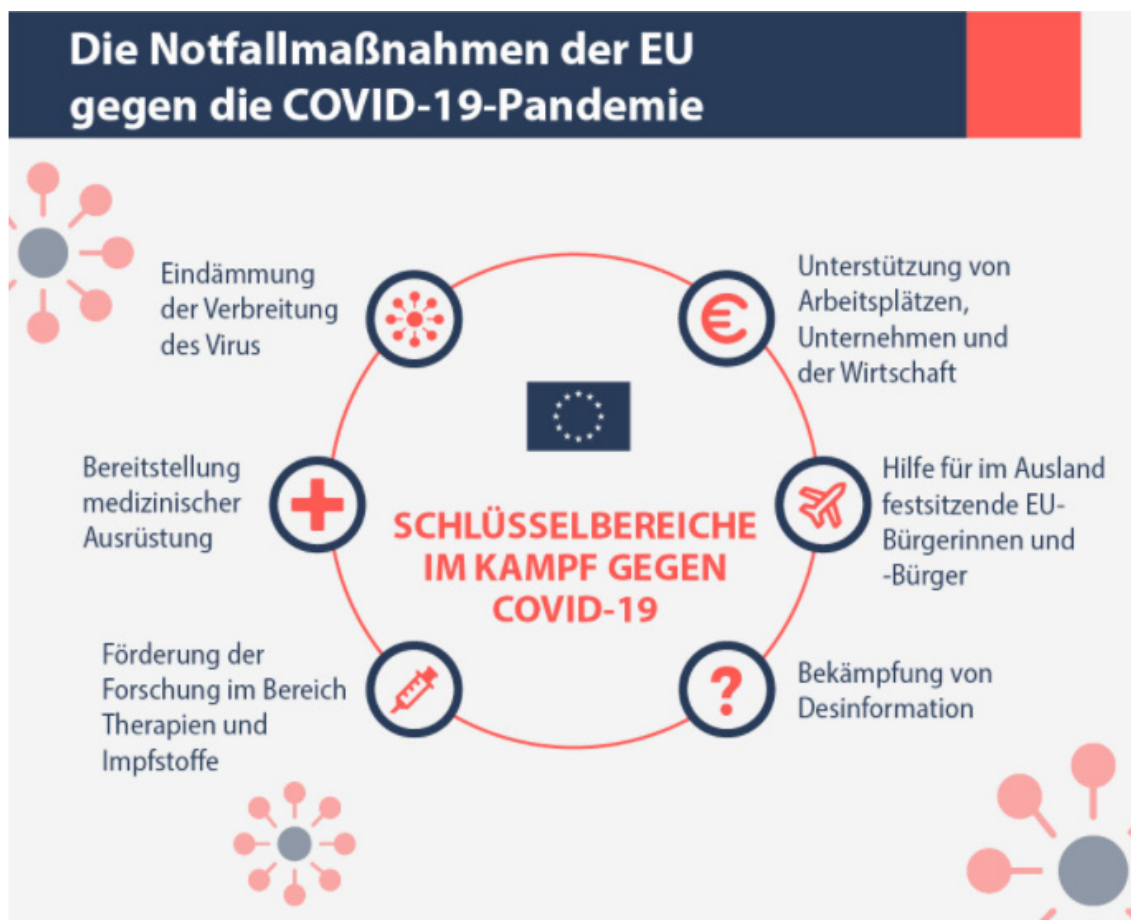 Die Notfallmaßnahmen der EU
gegen die COVID-19-Pandemie
Eindämmung
der Verbreitung
des Virus
Unterstützung von
Arbeitsplätzen,
Unternehmen und
der Wirtschaft
Bereitstellung
medizinischer
Ausrüstung
SCHLÜSSELBEREICHE
IM KAMPF GEGEN
COVID-19
Hilfe für im Ausland
festsitzende EU-
Bürgerinnen und
-Bürger
Förderung der
Forschung im Bereich
Therapien und
Impfstoffe
Bekämpfung von
Desinformation